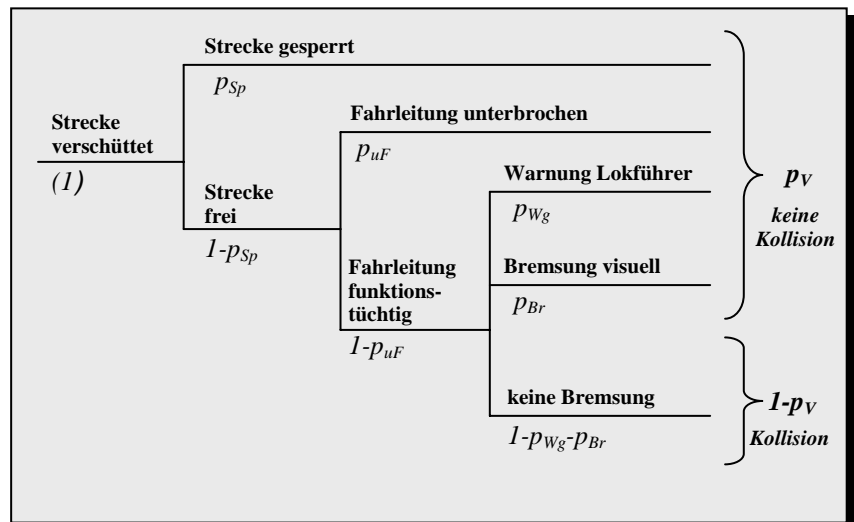 Strecke gesperrt
p_Sp
Strecke
verschüttet
(1)
Fahrleitung unterbrochen
p_uF
Strecke
frei
1-p_Sp
Warnung Lokführer
p_Wg
Fahrleitung
funktions-
tüchtig
1-p_uF
Bremsung visuell
p_Br
keine Bremsung
1-p_Wg-p_Br
p_V
keine
Kollision
1-p_V
Kollision